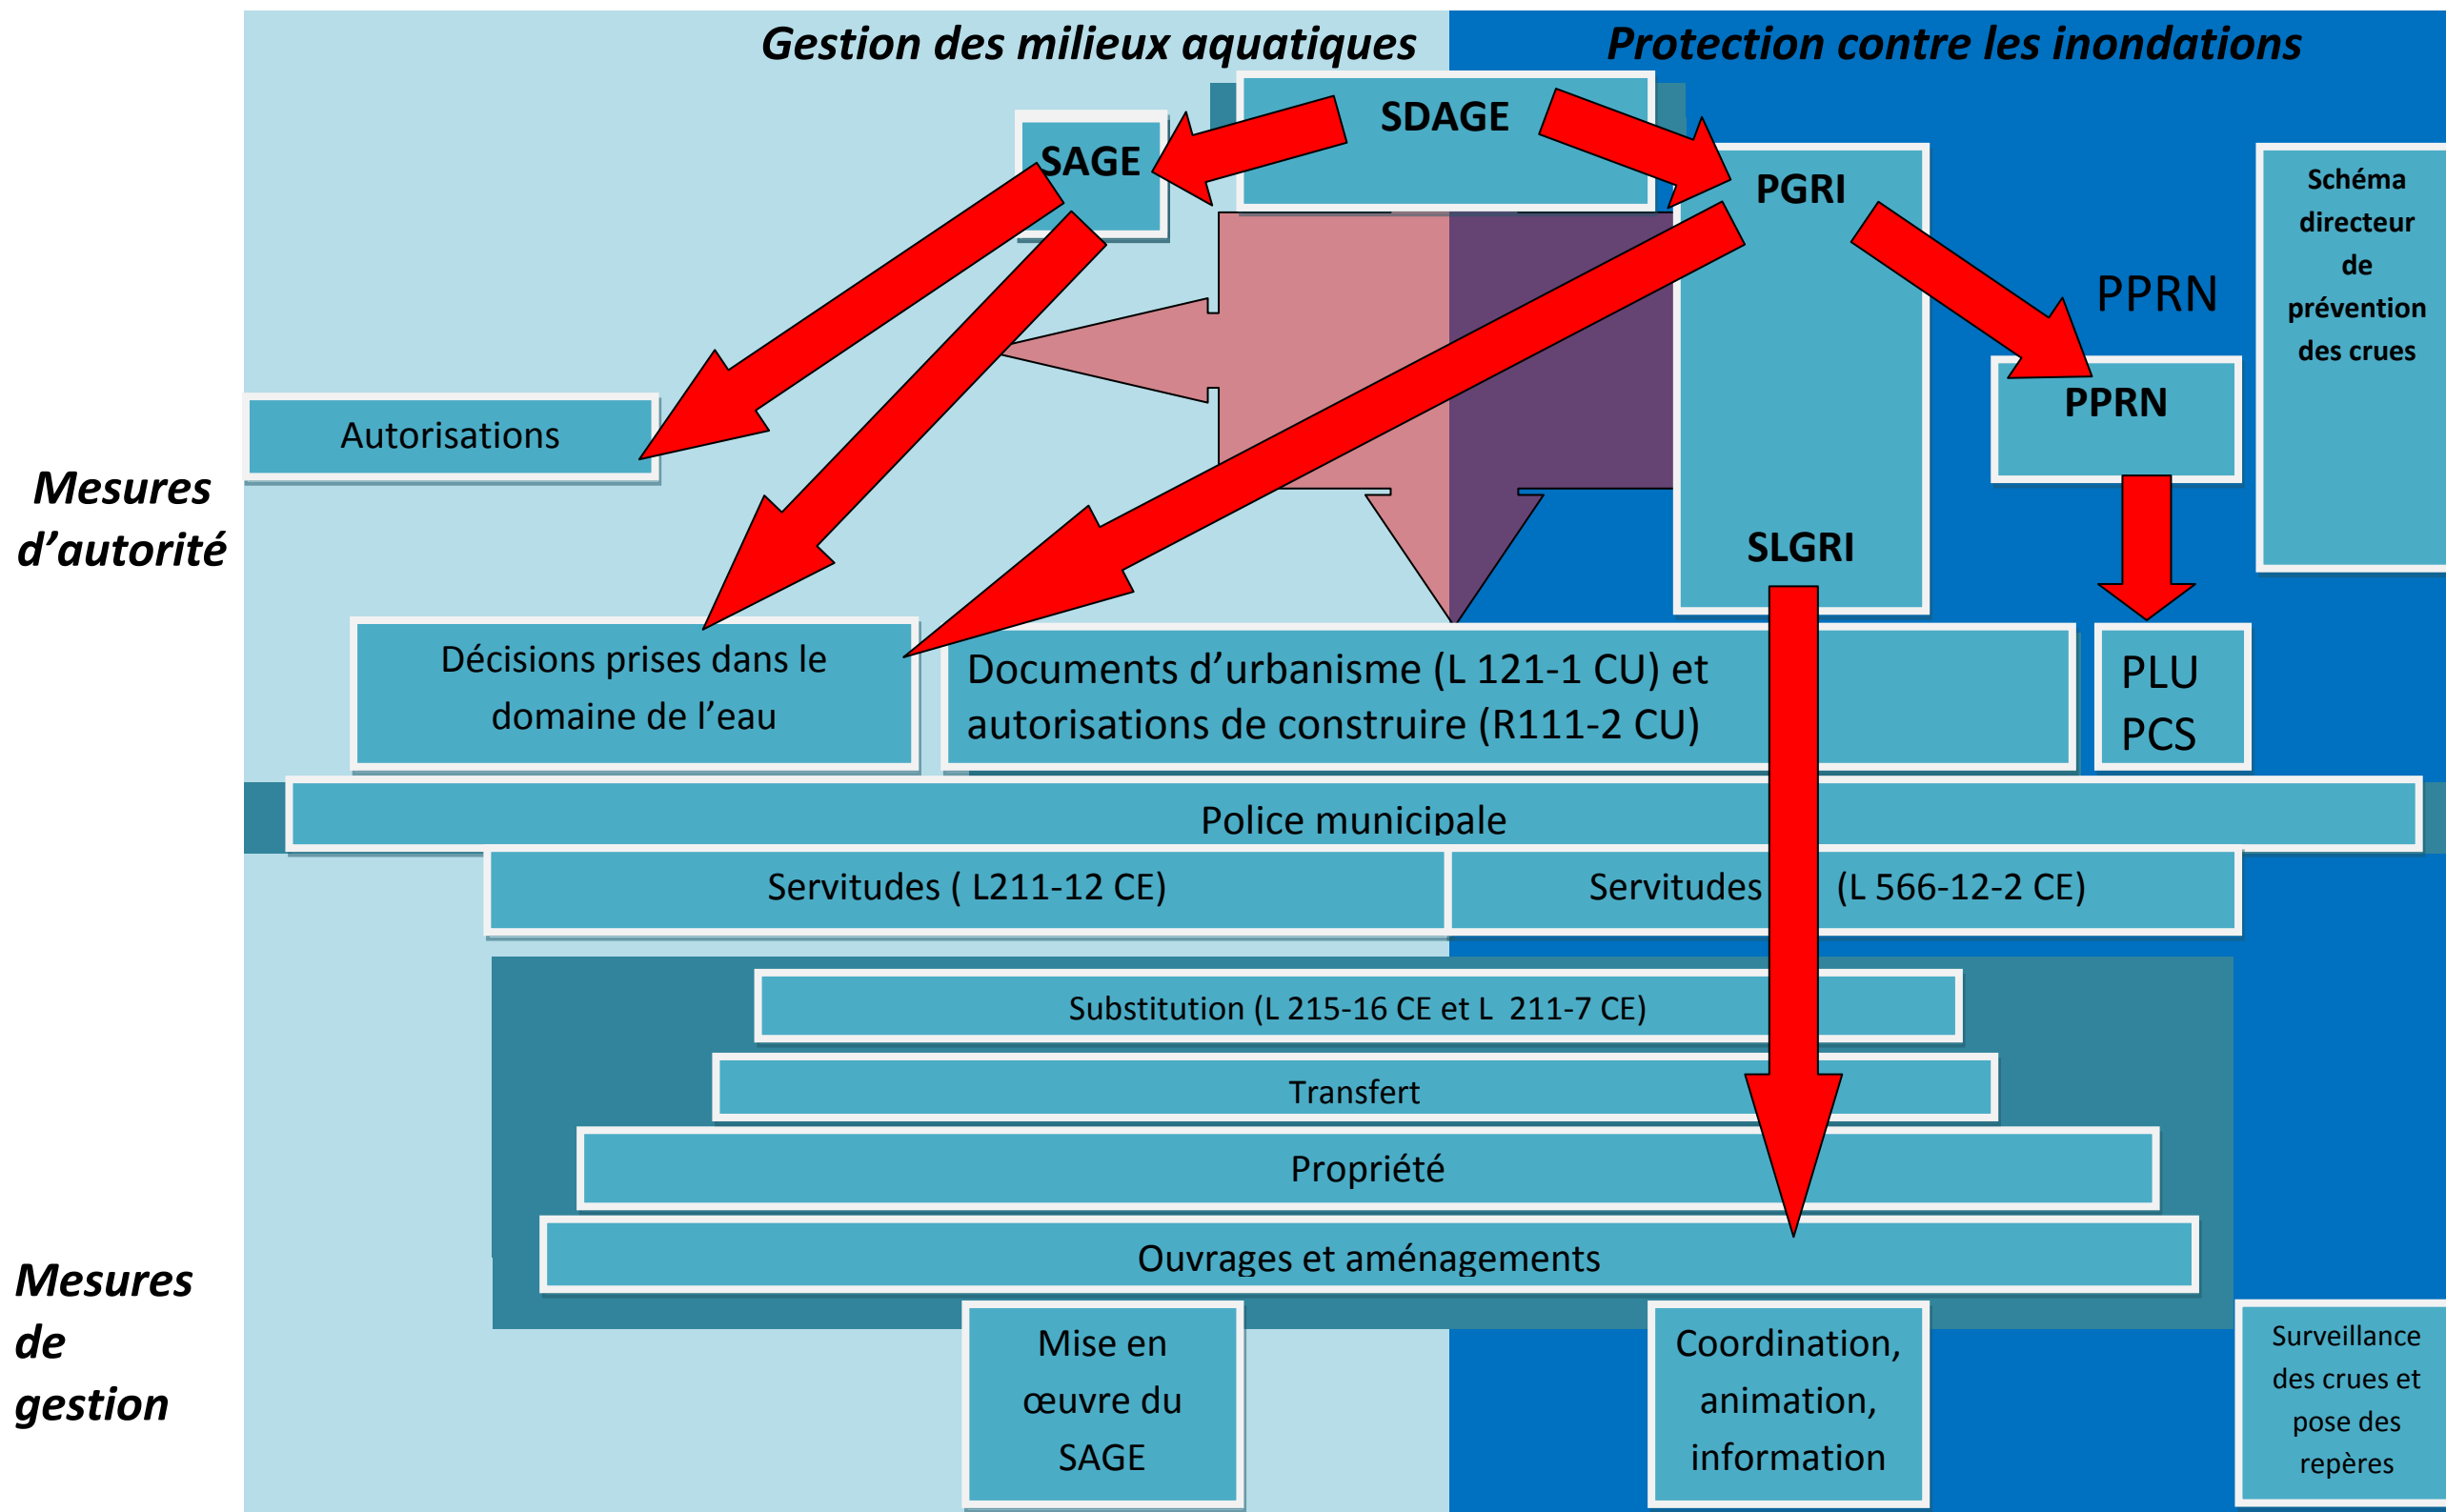 Gestion des milieux aquatiques
Protection contre les inondations
SDAGE
SAGE
PGRI
SLGRI
PPRN
PPRN
Schéma
directeur
de
prévention
des crues
Autorisations
Mesures
d’autorité
Décisions prises dans le
domaine de l’eau
Documents d’urbanisme (L 121-1 CU) et
autorisations de construire (R111-2 CU)
PLU
PCS
Police municipale
Servitudes ( L211-12 CE)
Servitudes (L 566-12-2 CE)
Substitution (L 215-16 CE et L 211-7 CE)
Transfert
Propriété
Ouvrages et aménagements
Mesures
de
gestion
Mise en
œuvre du
SAGE
Coordination,
animation,
information
Surveillance
des crues et
pose des
repères